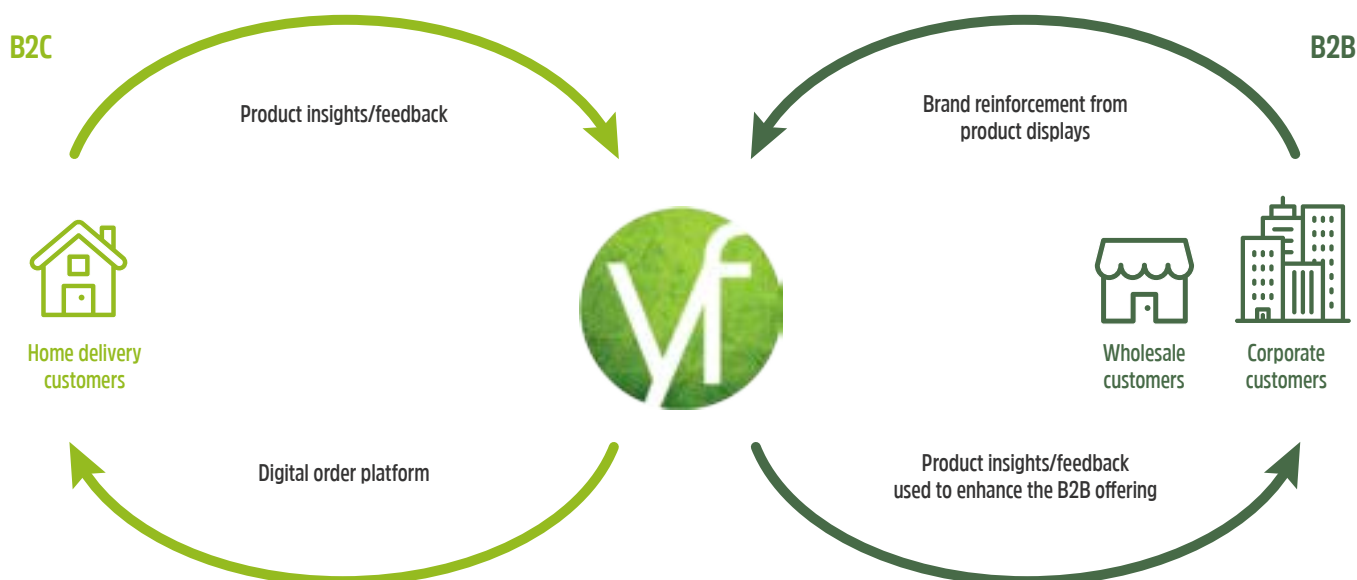 B2C
B2B
Product insights/feedback
Brand reinforcement from
product displays
yf
Home delivery
customers
Wholesale
customers
Corporate
customers
Digital order platform
Product insights/feedback
used to enhance the B2B offering